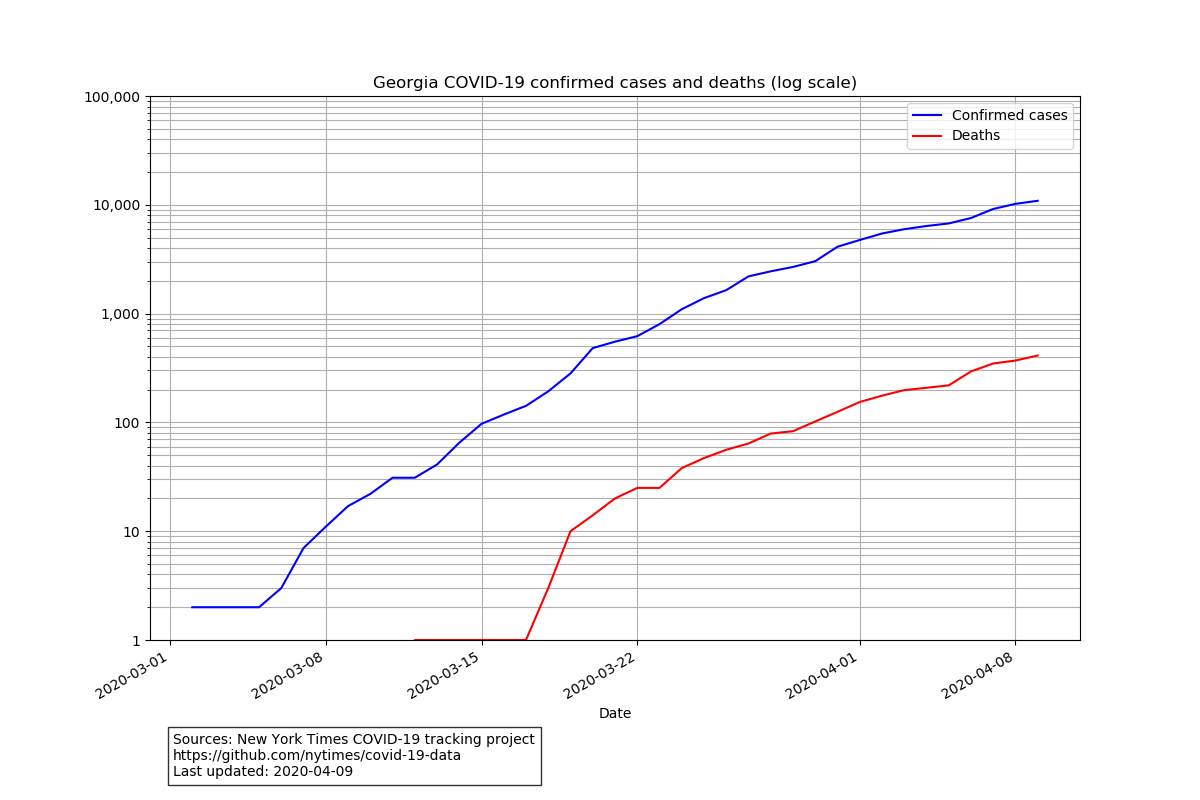 Georgia COVID-19 confirmed cases and deaths (log scale)
100,000
10,000
1,000
100
10
1
Confirmed cases
Deaths
2020-03-01
2020-03-08
2020-03-15
2020-03-22
2020-04-01
2020-04-08
Date
Sources: New York Times COVID-19 tracking project
https://github.com/nytimes/covid-19-data
Last updated: 2020-04-09